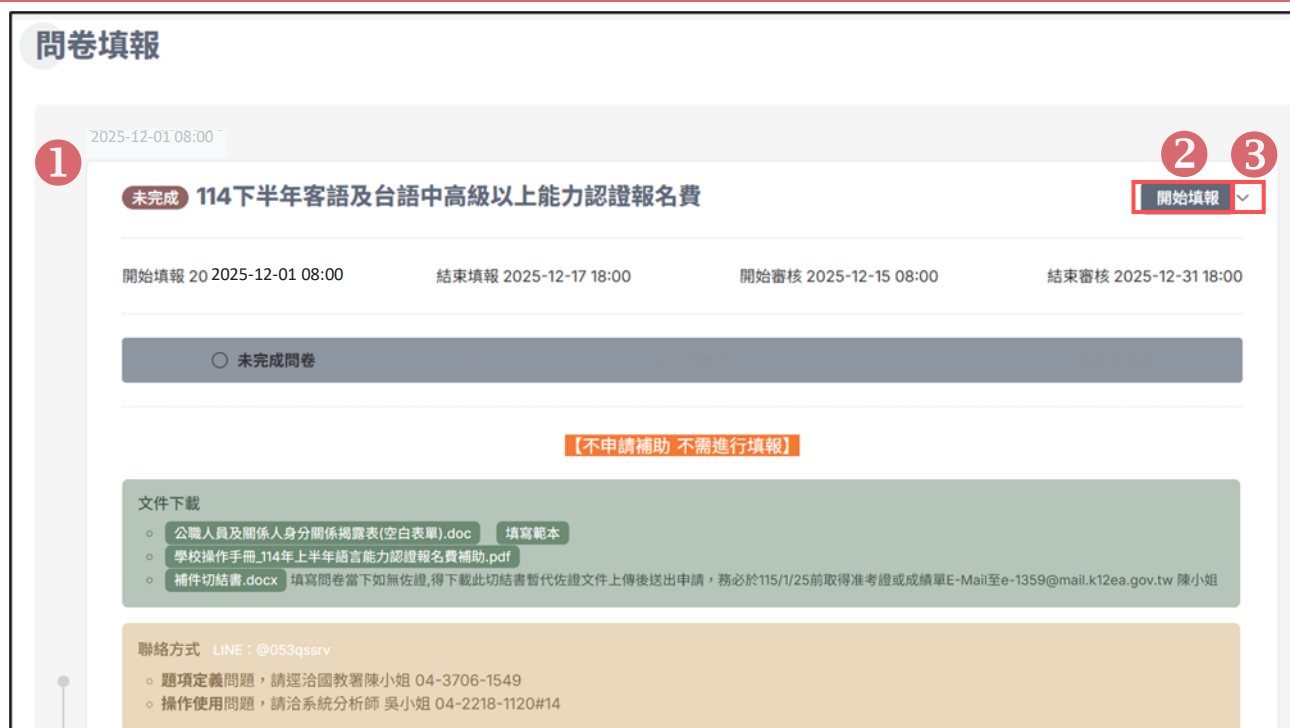 問卷填報
2025-12-01 08:00
1
2
3
未完成 114下半年客語及台語中高級以上能力認證報名費
開始填報
開始填報 20 2025-12-01 08:00 結束填報 2025-12-17 18:00 開始審核 2025-12-15 08:00 結束審核 2025-12-31 18:00
未完成問卷
【不申請補助 不需進行填報】
文件下載
公職人員及關係人身分關係揭露表(空白表單).doc 填寫範本
學校操作手冊_114年上半年語言能力認證報名費補助.pdf
補件切結書.docx 填寫問卷當下如無佐證,得下載此切結書暫代佐證文件上傳後送出申請，務必於115/1/25前取得准考證或成績單E-Mail至e-1359@mail.k12ea.gov.tw 陳小姐
聯絡方式 LINE：@053qssrv
題項定義問題，請逕洽國教署陳小姐 04-3706-1549
操作使用問題，請洽系統分析師 吳小姐 04-2218-1120#14